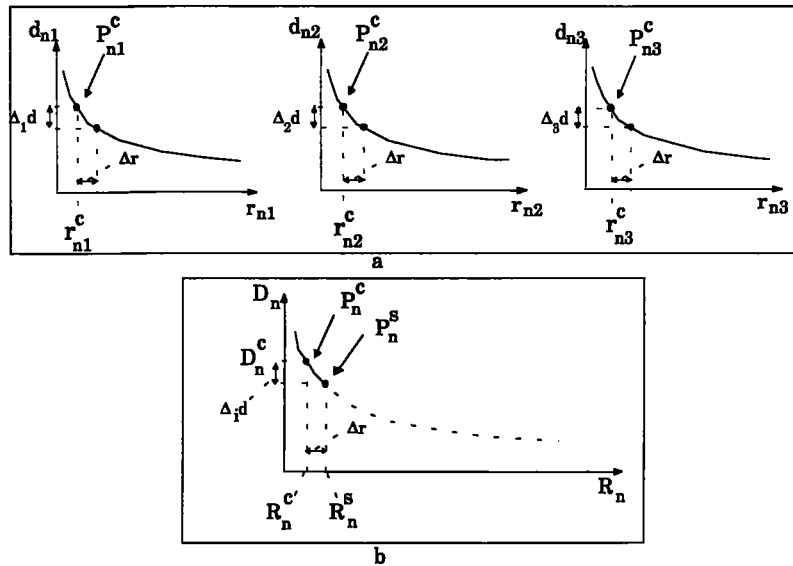 d_n1 P^c_n1 d_n2 P^c_n2 d_n3 P^c_n3
Δ_1d Δ_2d Δ_3d
Δr Δr Δr
r_n1 r_n2 r_n3
r^c_n1 r^c_n2 r^c_n3
a
D_n P^c_n
P^s_n
D^c_n
Δ_id Δr
R_n
R^c'_n R^s_n
b